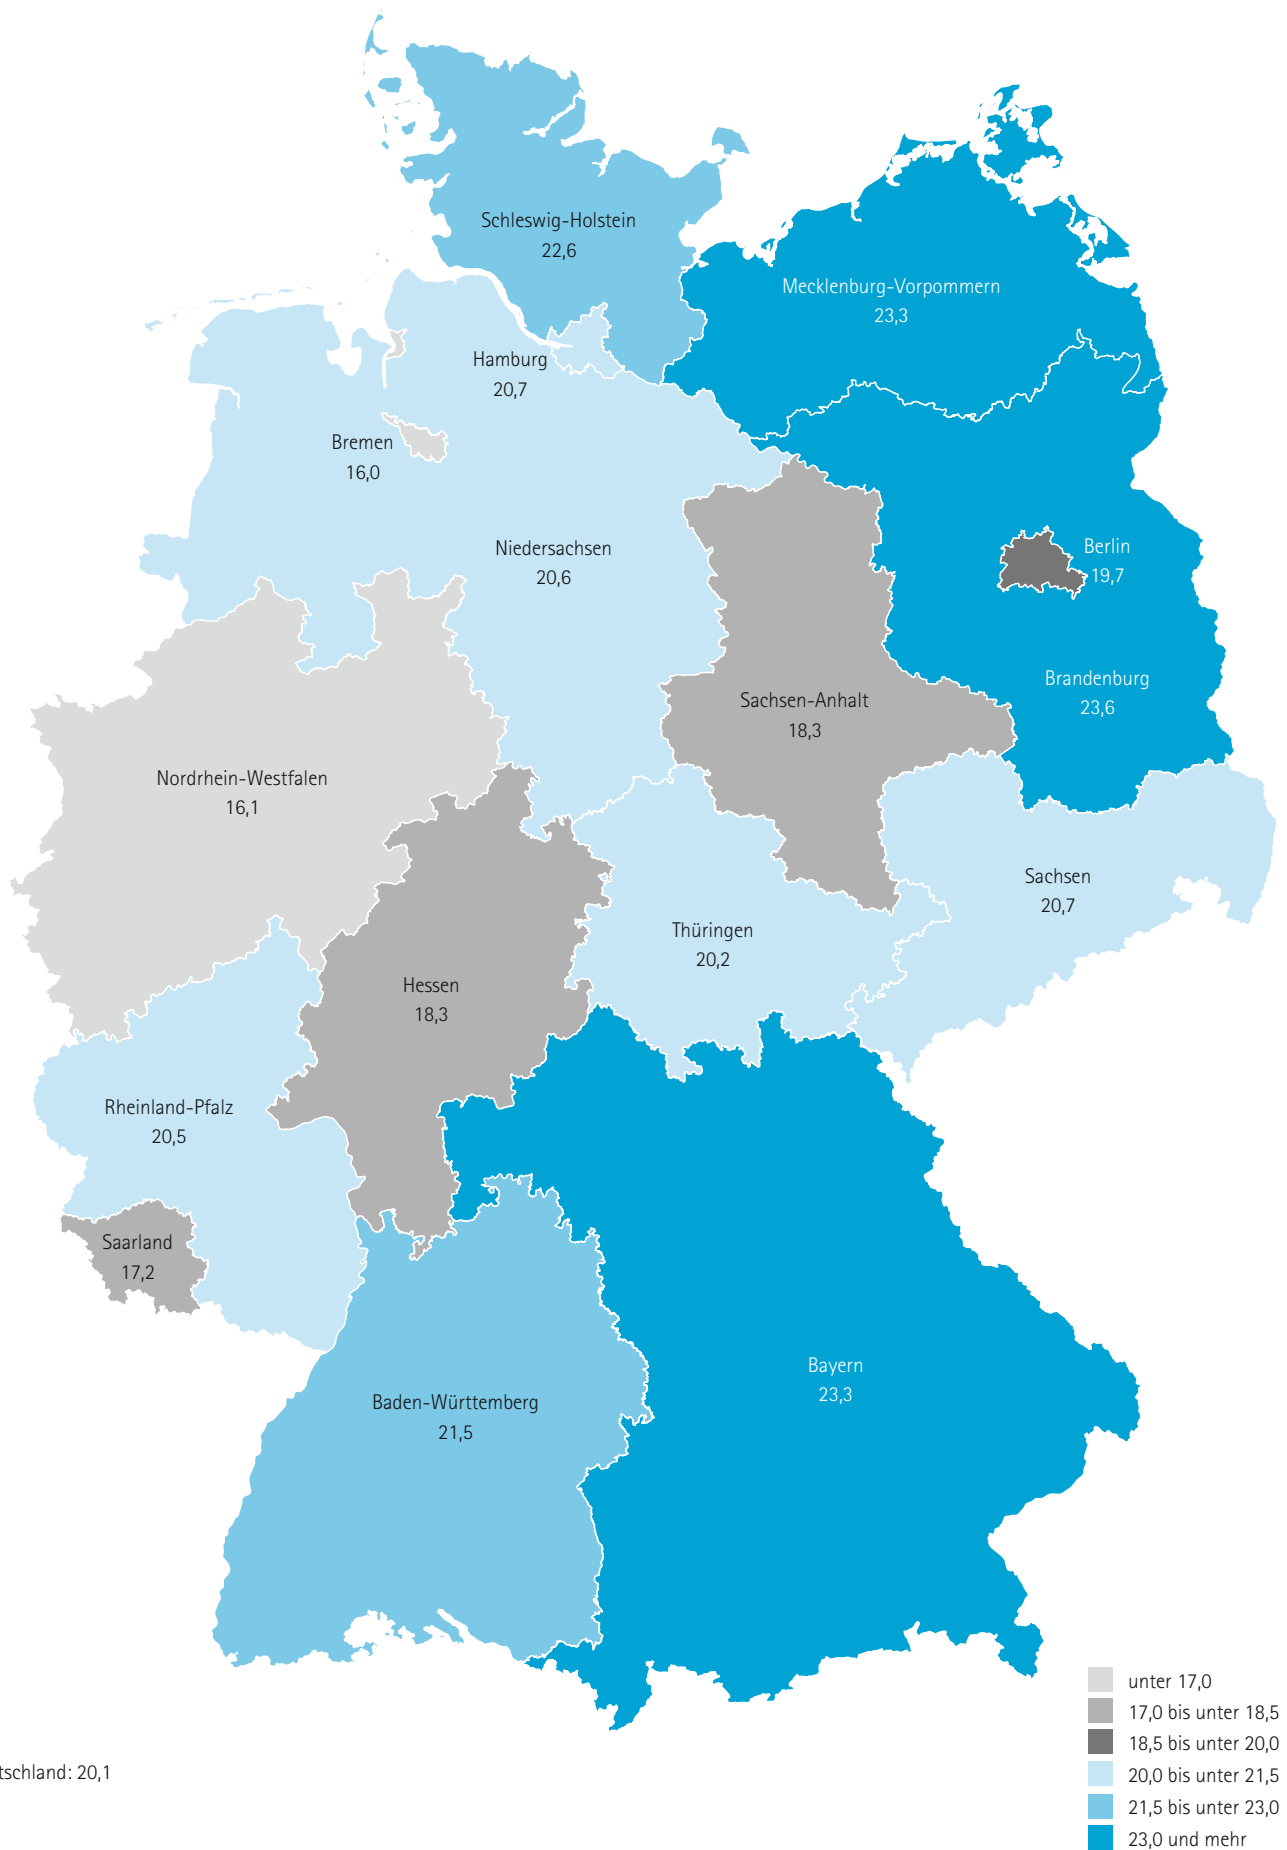 Schleswig-Holstein
22,6
Mecklenburg-Vorpommern
23,3
Hamburg
20,7
Bremen
16,0
Niedersachsen
20,6
Berlin
19,7
Brandenburg
23,6
Sachsen-Anhalt
18,3
Nordrhein-Westfalen
16,1
Sachsen
20,7
Thüringen
20,2
Hessen
18,3
Rheinland-Pfalz
20,5
Saarland
17,2
Bayern
23,3
Baden-Württemberg
21,5
unter 17,0
17,0 bis unter 18,5
18,5 bis unter 20,0
20,0 bis unter 21,5
21,5 bis unter 23,0
23,0 und mehr
tschland: 20,1